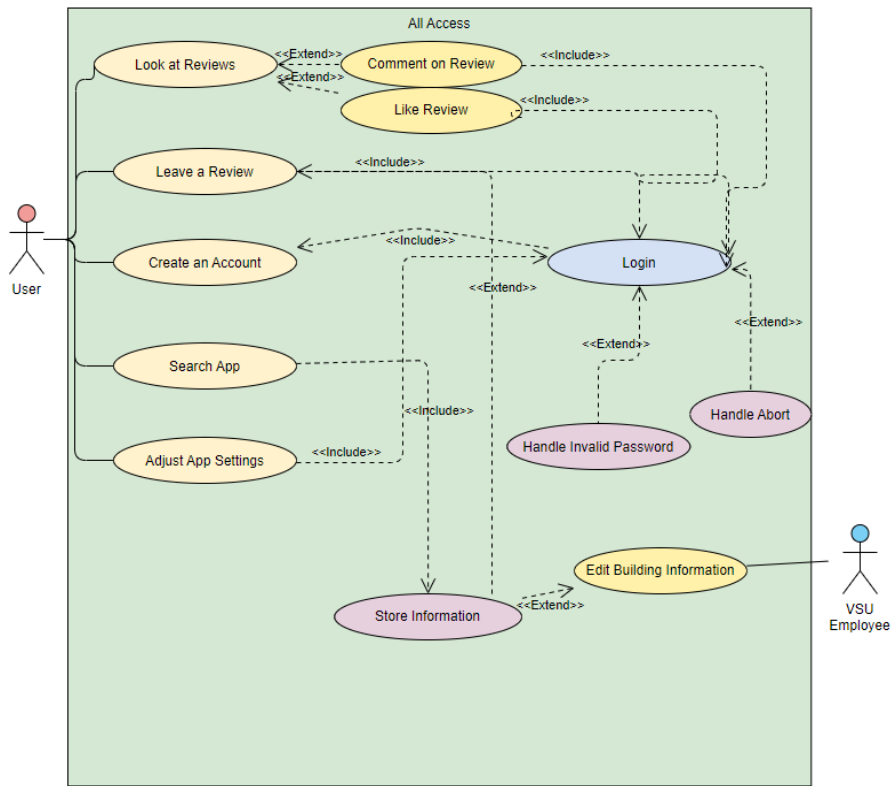 All Access
Look at Reviews
<<Extend>>
Comment on Review
<<Include>>
<<Extend>>
Like Review
<<Include>>
Leave a Review
<<Include>>
User
Create an Account
<<Include>>
Login
<<Extend>>
<<Extend>>
<<Extend>>
Search App
<<Include>>
Handle Abort
Adjust App Settings
<<Include>>
Handle Invalid Password
Edit Building Information
Store Information
<<Extend>>
VSU
Employee